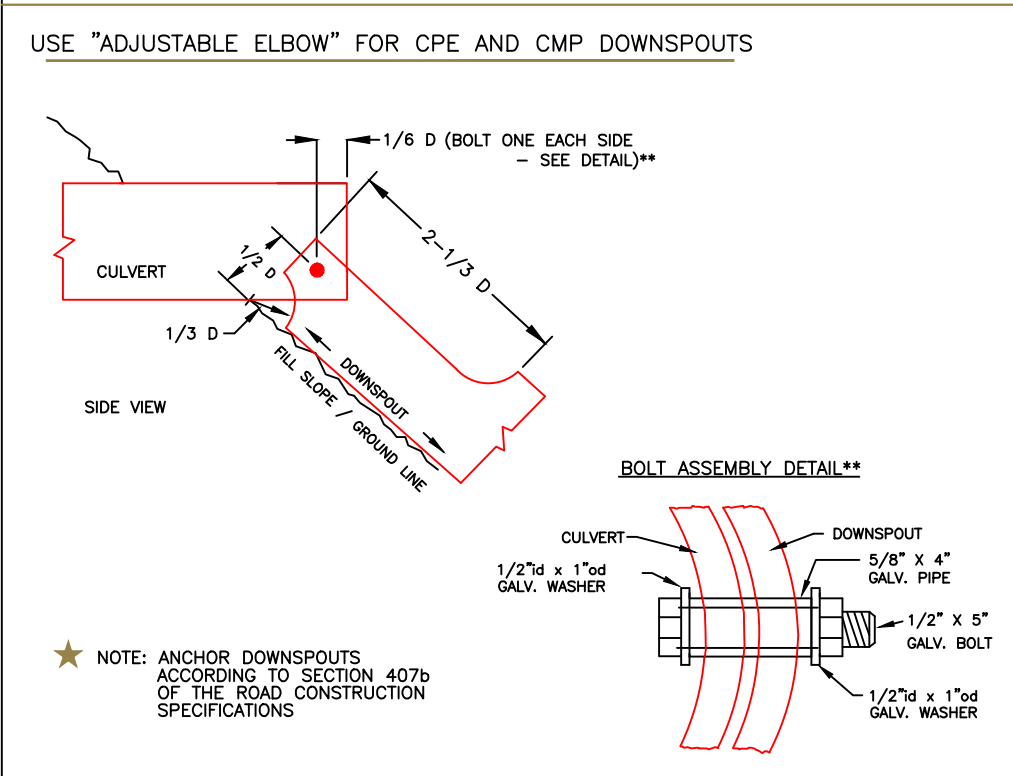 USE "ADJUSTABLE ELBOW" FOR CPE AND CMP DOWNSPOUTS
1/6 D (BOLT ONE EACH SIDE
- SEE DETAIL)**
2-1/3 D
1/2 D
CULVERT
1/3 D
DOWNSPOUT
FILL SLOPE / GROUND LINE
SIDE VIEW
BOLT ASSEMBLY DETAIL**
CULVERT
DOWNSPOUT
5/8" X 4"
GALV. PIPE
1/2"id x 1"od
GALV. WASHER
1/2" X 5"
GALV. BOLT
1/2"id x 1"od
GALV. WASHER
NOTE: ANCHOR DOWNSPOUTS
ACCORDING TO SECTION 407b
OF THE ROAD CONSTRUCTION
SPECIFICATIONS